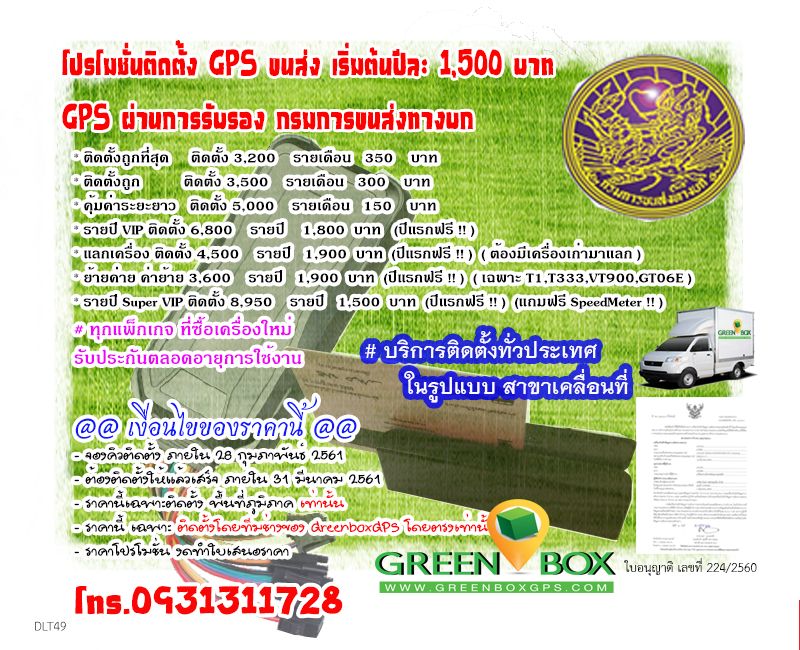 โปรโมชั่นติดตั้ง GPS ขนส่ง เริ่มต้นปีละ 1,500 บาท
GPS ผ่านการรับรอง กรมการขนส่งทางบก
* ติดตั้งถูกที่สุด ติดตั้ง 3,200 รายเดือน 350 บาท
* ติดตั้งถูก ติดตั้ง 3,500 รายเดือน 300 บาท
* คุ้มค่าระยะยาว ติดตั้ง 5,000 รายเดือน 150 บาท
* รายปี VIP ติดตั้ง 6,800 รายปี 1,800 บาท (ปีแรกฟรี !! )
* แลกเครื่อง ติดตั้ง 4,500 รายปี 1,900 บาท (ปีแรกฟรี !! ) ( ต้องมีเครื่องเก่ามาแลก )
* ย้ายค่าย ค่าย้าย 3,600 รายปี 1,900 บาท (ปีแรกฟรี !! ) ( เฉพาะ T1,T333,VT900,GT06E )
* รายปี Super VIP ติดตั้ง 8,950 รายปี 1,500 บาท (ปีแรกฟรี !! ) (แถมฟรี SpeedMeter !! )
# ทุกแพ็กเกจ ที่ซื้อเครื่องใหม่
รับประกันตลอดอายุการใช้งาน
# บริการติดตั้งทั่วประเทศ
ในรูปแบบ สาขาเคลื่อนที่
GREEN BOX
@@ เงื่อนไขของราคานี้ @@
- จองคิวติดตั้ง ภายใน 28 กุมภาพันธ์ 2561
- ต้องติดตั้งให้แล้วเสร็จ ภายใน 31 มีนาคม 2561
- ราคานี้เฉพาะติดตั้ง พื้นที่ภูมิภาค เท่านั้น
- ราคานี้ เฉพาะ ติดตั้งโดยทีมช่างของ GreenboxGPS โดยตรงเท่านั้น
- ราคาโปรโมชั่น งดทำใบเสนอราคา
GREEN BOX
WWW.GREENBOXGPS.COM
ใบอนุญาติ เลขที่ 224/2560
โทร.0931311728
DLT49
กรมการขนส่งทางบก